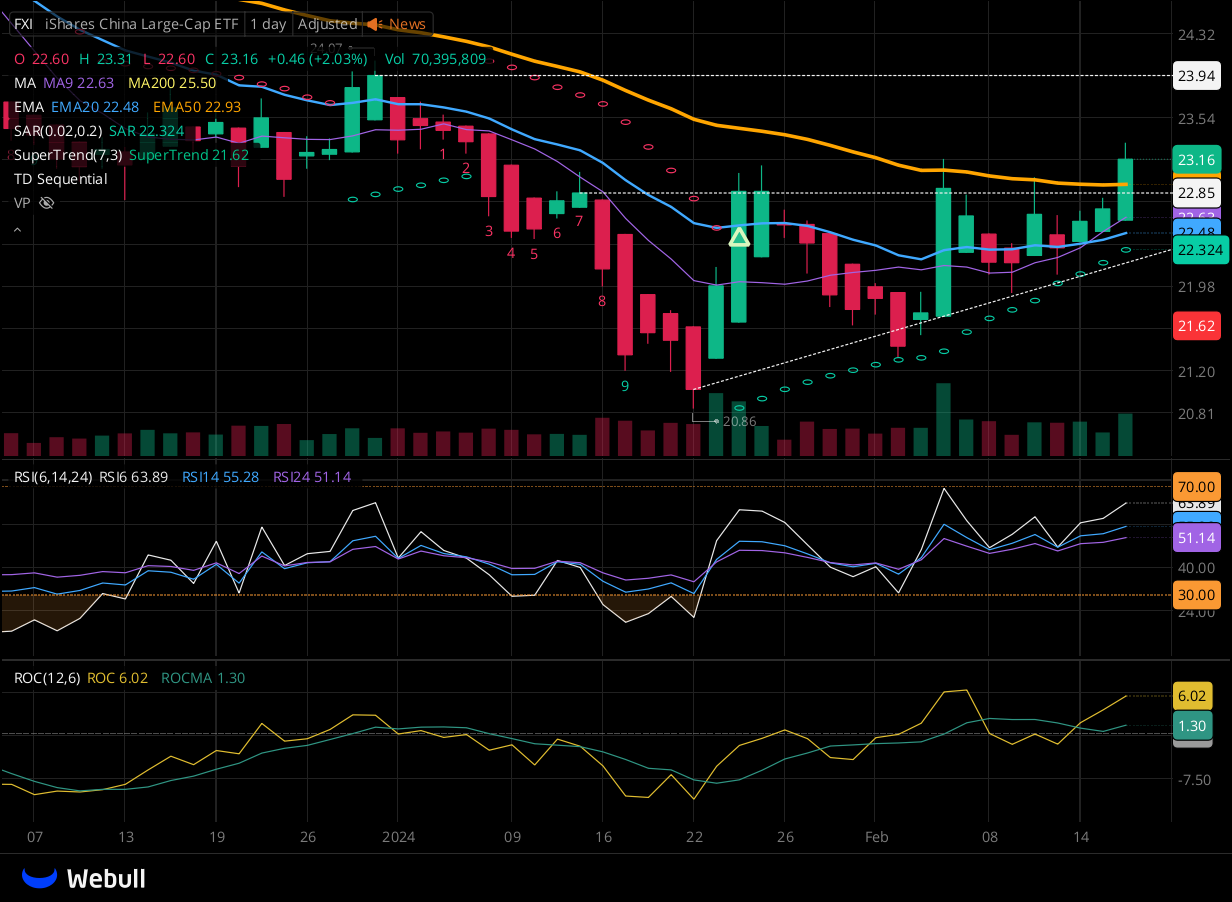 FXI iShares China Large-Cap ETF 1 day Adjusted News
O 22.60 H 23.31 L 22.60 C 23.16 +0.46 (+2.03%) Vol 70,395,809
MA MA9 22.63 MA200 25.50
EMA EMA20 22.48 EMA50 22.93
SAR(0.02,0.2) SAR 22.324
SuperTrend(7,3) SuperTrend 21.62
TD Sequential
VP
24.32
23.94
23.54
23.16
22.85
22.63
22.48
22.324
21.98
21.62
21.20
20.81
1
2
3
4
5
6
7
8
9
20.86
RSI(6,14,24) RSI6 63.89 RSI14 55.28 RSI24 51.14
70.00
63.89
51.14
40.00
30.00
24.00
ROC(12,6) ROC 6.02 ROCMA 1.30
6.02
1.30
-7.50
07 13 19 26 2024 09 16 22 26 Feb 08 14
Webull